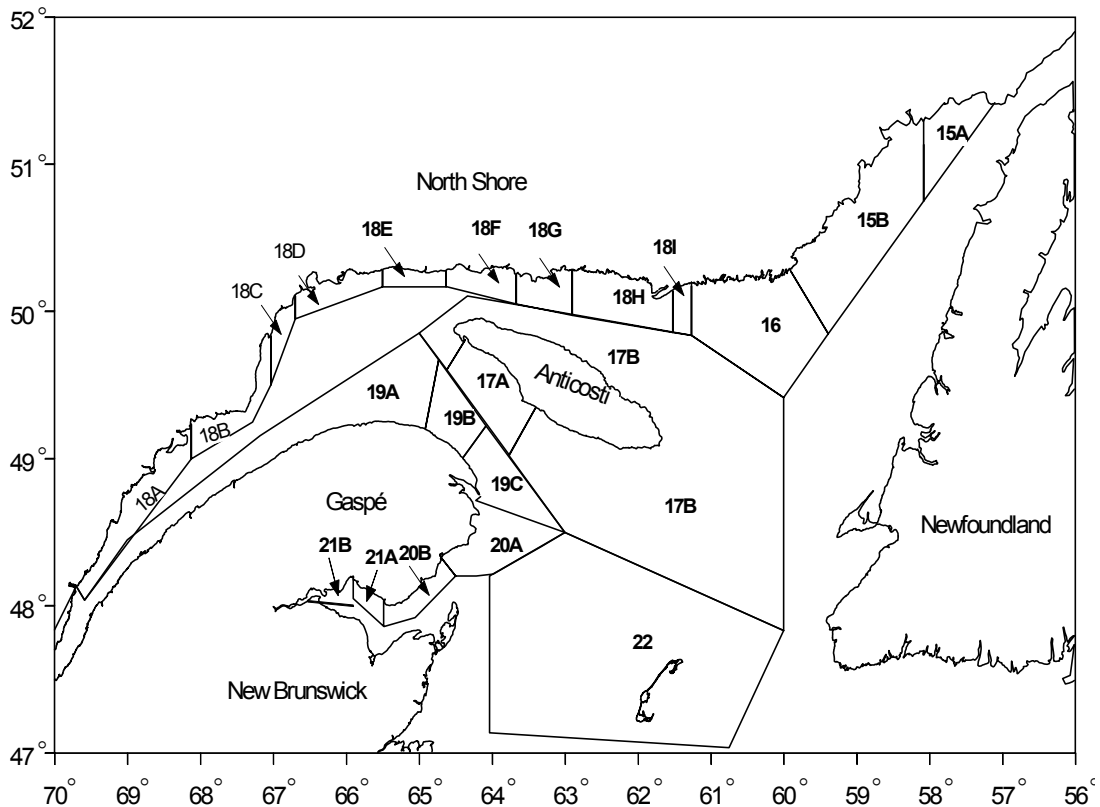 52°
51°
50°
49°
48°
47°
North Shore
15A
15B
18E
18F
18G
18I
18D
18C
18H
16
17B
17A
Anticosti
19A
19B
18B
18A
19C
17B
Gaspé
Newfoundland
20A
21B
21A
20B
22
New Brunswick
70° 69° 68° 67° 66° 65° 64° 63° 62° 61° 60° 59° 58° 57° 56°